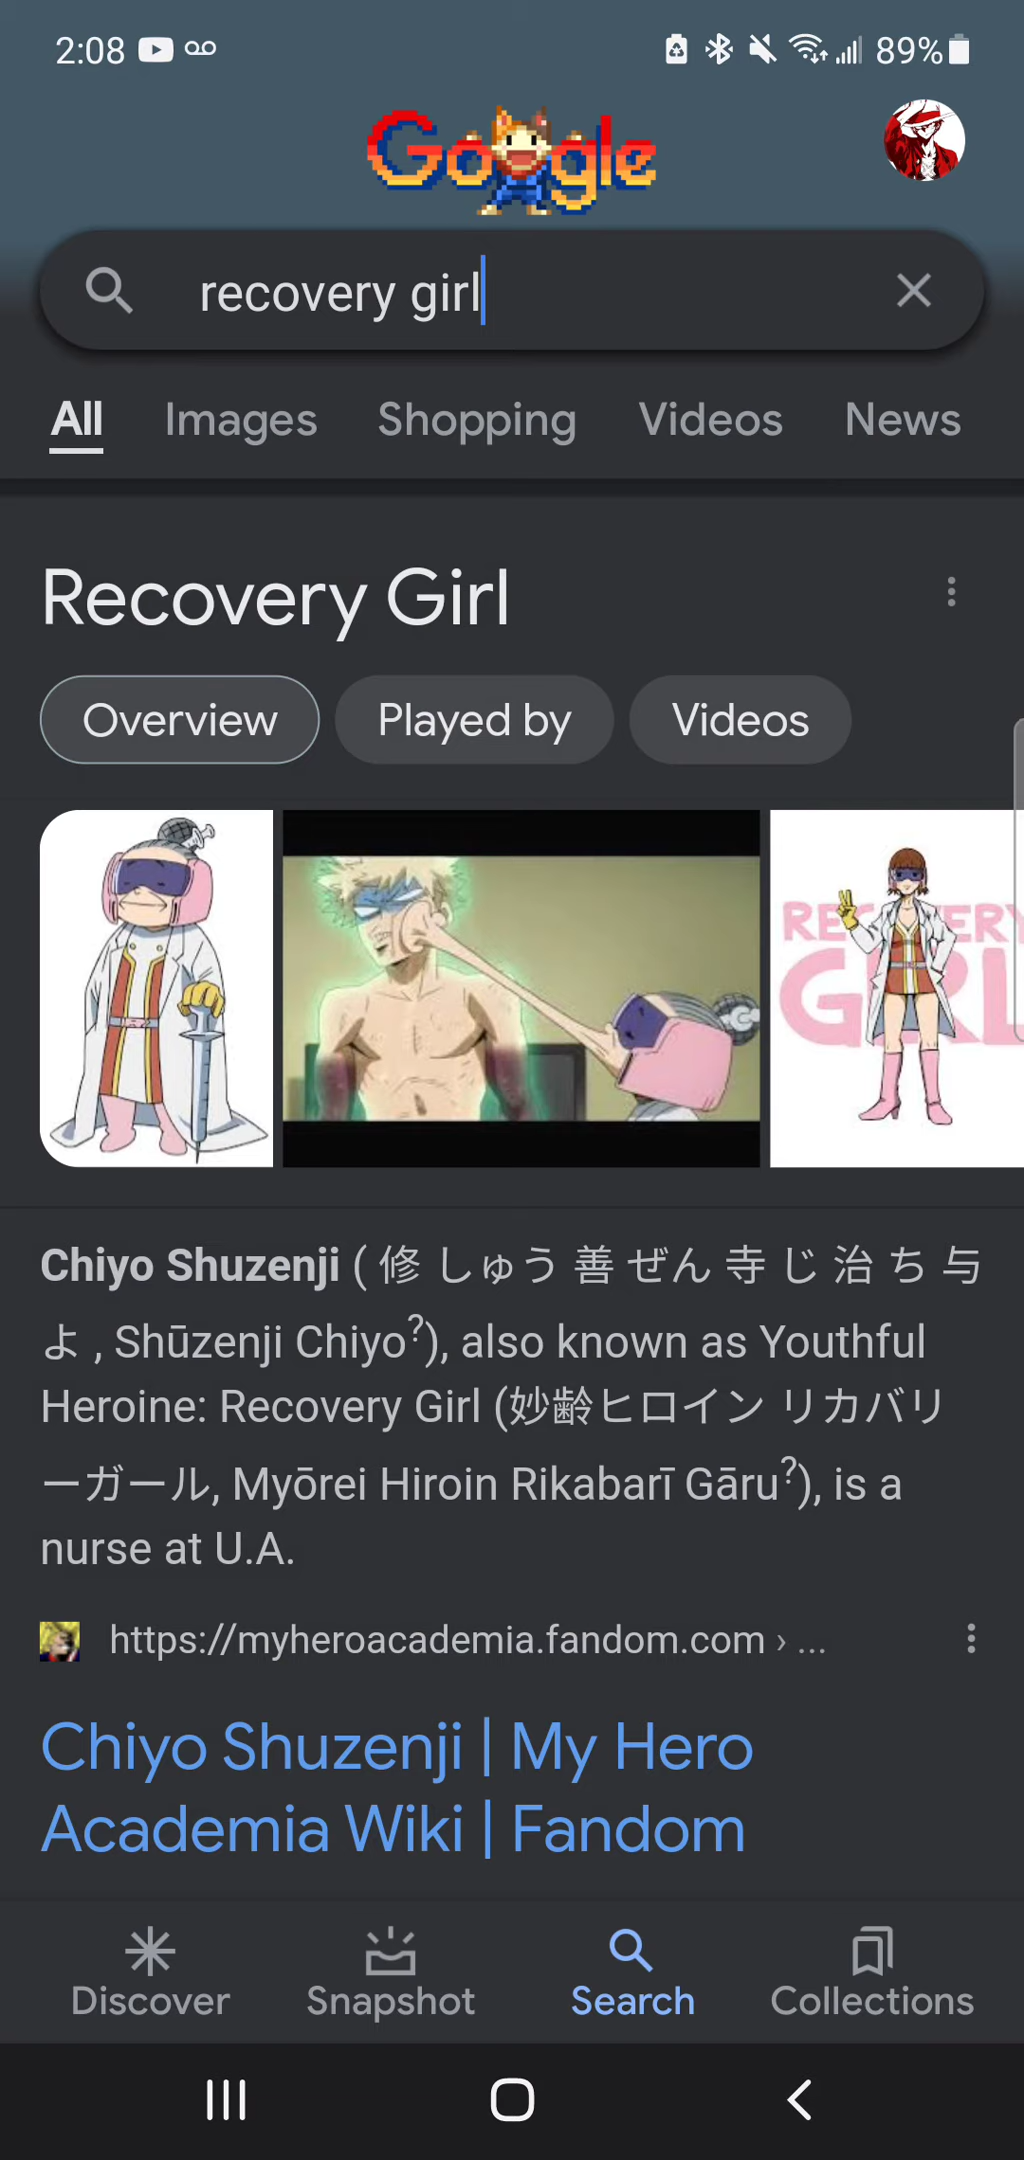 2:08
89%
Google
recovery girl
All Images Shopping Videos News
Recovery Girl
Overview Played by Videos
RECOVERY
GIRL
Chiyo Shuzenji ( 修 しゅう 善 ぜん 寺 じ 治 ち 与
よ , Shūzenji Chiyo?), also known as Youthful
Heroine: Recovery Girl (妙齢ヒロイン リカバリ
ーガール, Myōrei Hiroin Rikabarī Gāru?), is a
nurse at U.A.
https://myheroacademia.fandom.com › ...
Chiyo Shuzenji | My Hero
Academia Wiki | Fandom
Discover Snapshot Search Collections